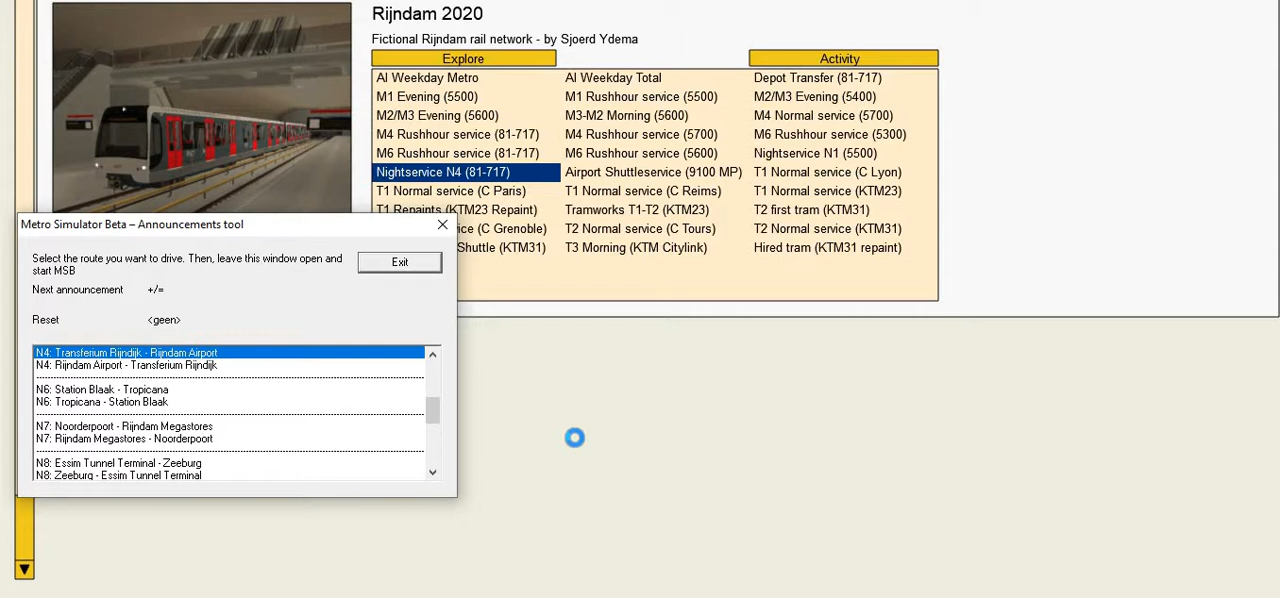 Rijndam 2020
Fictional Rijndam rail network - by Sjoerd Ydema
Explore
Activity
AI Weekday Metro
AI Weekday Total
Depot Transfer (81-717)
M1 Evening (5500)
M1 Rushhour service (5500)
M2/M3 Evening (5400)
M2/M3 Evening (5600)
M3-M2 Morning (5600)
M4 Normal service (5700)
M4 Rushhour service (81-717)
M4 Rushhour service (5700)
M6 Rushhour service (5300)
M6 Rushhour service (81-717)
M6 Rushhour service (5600)
Nightservice N1 (5500)
Nightservice N4 (81-717)
Airport Shuttleservice (9100 MP)
T1 Normal service (C Lyon)
T1 Normal service (C Paris)
T1 Normal service (C Reims)
T1 Normal service (KTM23)
T1 Repaints (KTM23 Repaint)
Tramworks T1-T2 (KTM23)
T2 first tram (KTM31)
ice (C Grenoble)
T2 Normal service (C Tours)
T2 Normal service (KTM31)
Shuttle (KTM31)
T3 Morning (KTM Citylink)
Hired tram (KTM31 repaint)
Metro Simulator Beta – Announcements tool
Select the route you want to drive. Then, leave this window open and
start MSB
Exit
Next announcement +/=
Reset <geen>
N4: Transferium Rijndijk - Rijndam Airport
N4: Rijndam Airport - Transferium Rijndijk
N6: Station Blaak - Tropicana
N6: Tropicana - Station Blaak
N7: Noorderpoort - Rijndam Megastores
N7: Rijndam Megastores - Noorderpoort
N8: Essim Tunnel Terminal - Zeeburg
N8: Zeeburg - Essim Tunnel Terminal